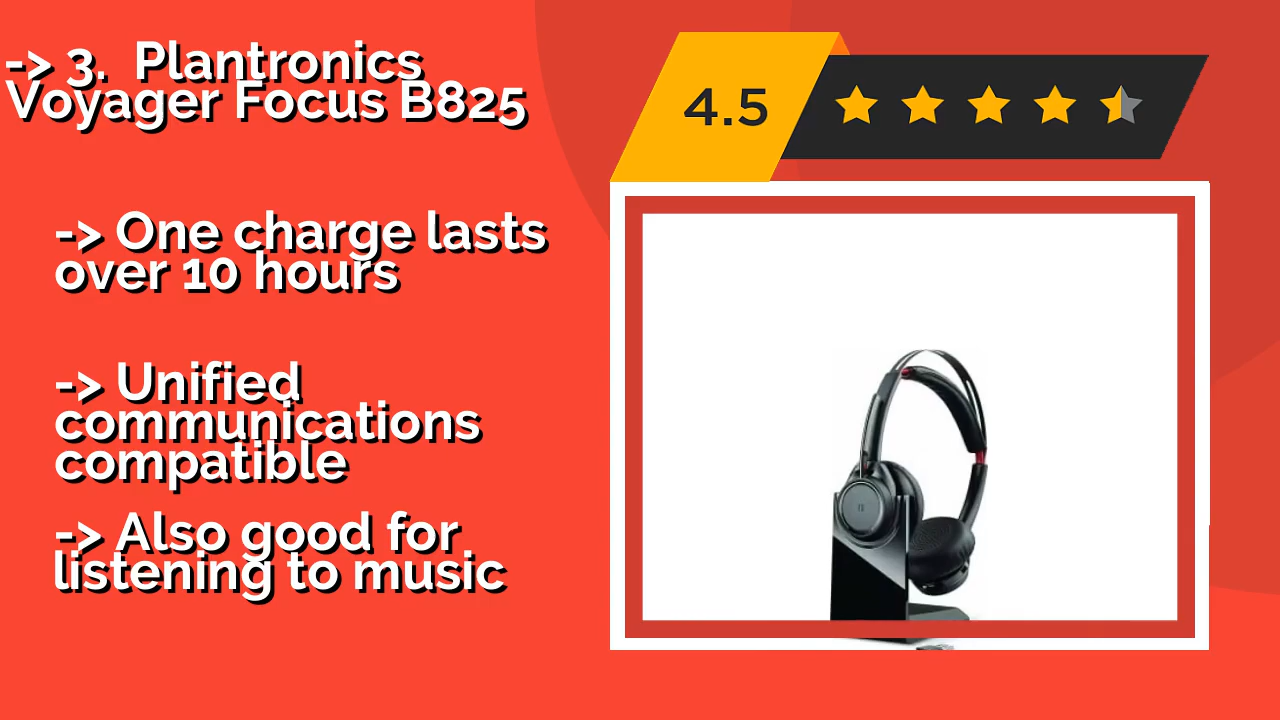 -> 3.  Plantronics
Voyager Focus B825
4.5
-> One charge lasts
over 10 hours
-> Unified
communications
compatible
-> Also good for
listening to music